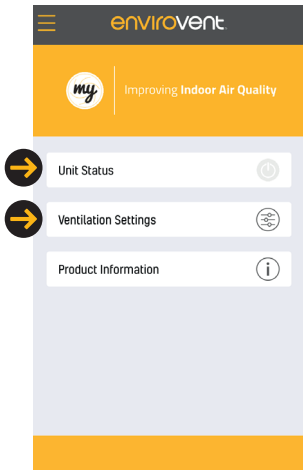 envirovent.
my
Improving Indoor Air Quality
Unit Status
Ventilation Settings
Product Information
i